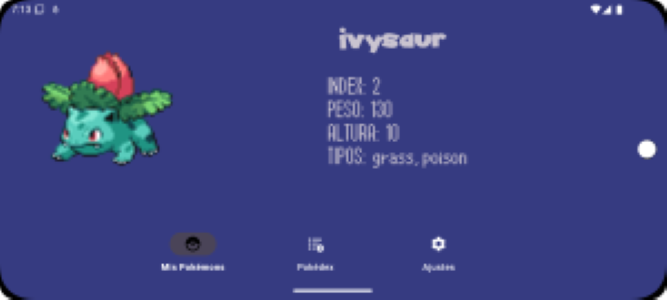 7:13
ivysaur
INDEX: 2
PESO: 130
ALTURA: 10
TIPOS: grass, poison
Mis Pokémons
Pokédex
Ajustes